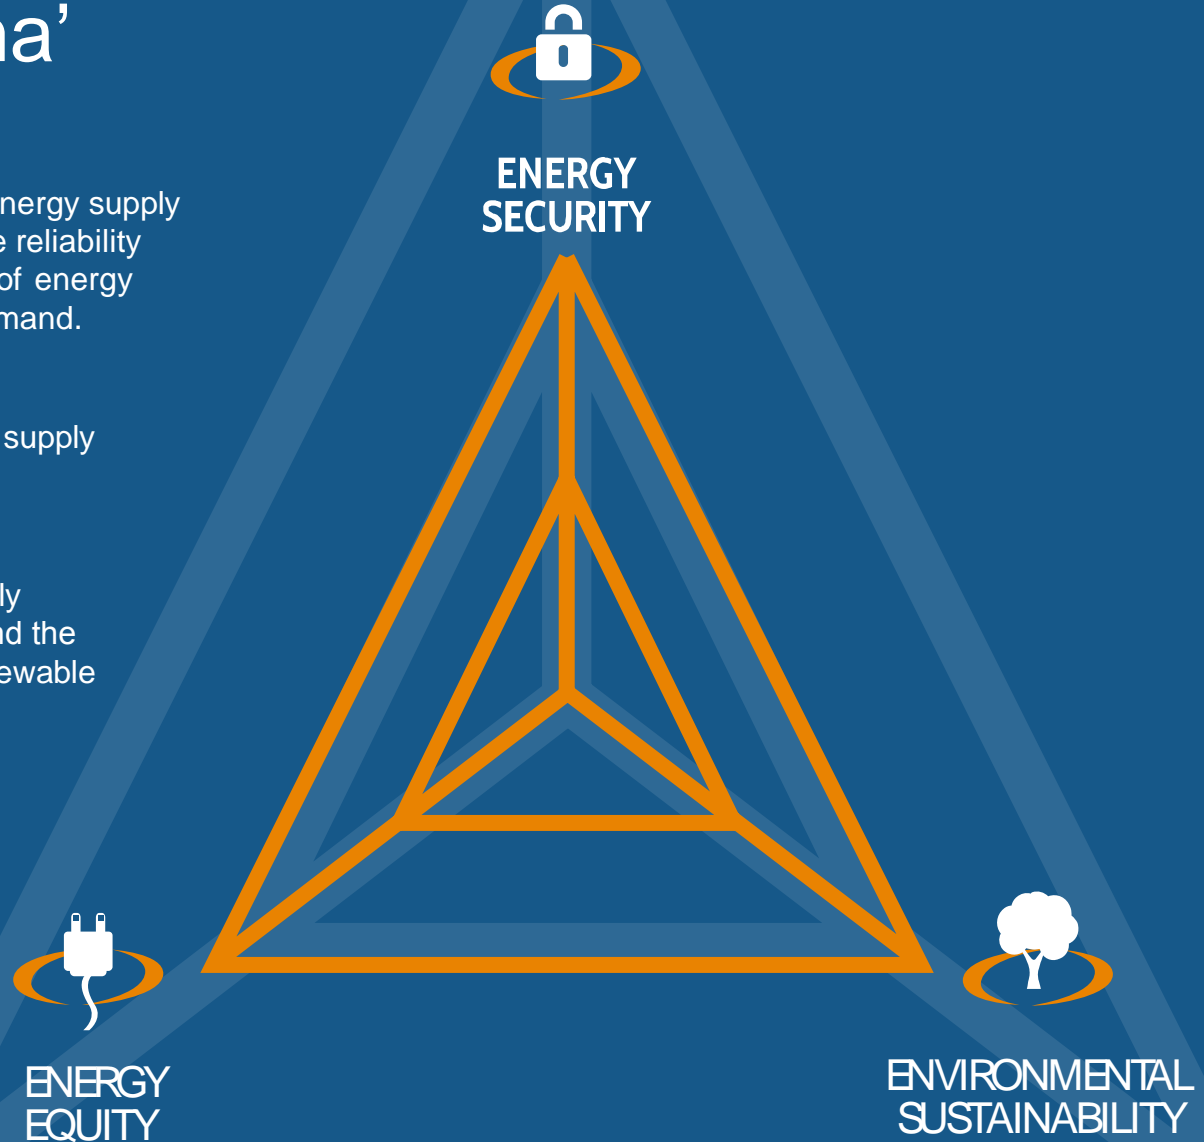 na’
nergy supply
e reliability
of energy
mand.
supply
ly
nd the
ewable
ENERGY
SECURITY
ENERGY
EQUITY
ENVIRONMENTAL
SUSTAINABILITY